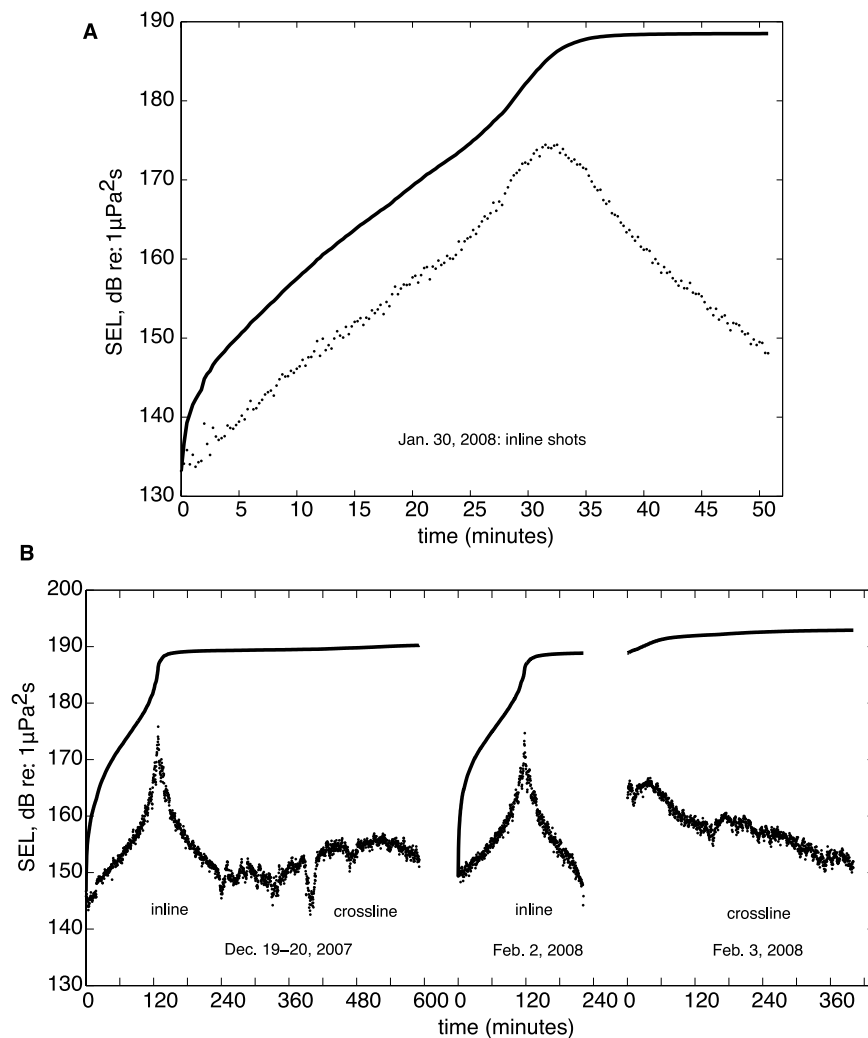 A
190
180
170
160
150
140
130
SEL, dB re: 1µPa²s
Jan. 30, 2008: inline shots
0 5 10 15 20 25 30 35 40 45 50
time (minutes)
B
200
190
180
170
160
150
140
130
SEL, dB re: 1µPa²s
inline crossline inline crossline
Dec. 19–20, 2007 Feb. 2, 2008 Feb. 3, 2008
0 120 240 360 480 600 0 120 240 0 120 240 360
time (minutes) time (minutes)